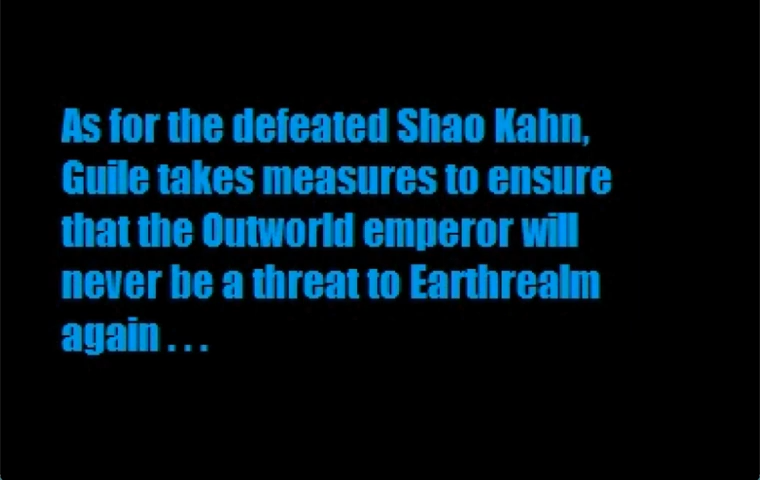 As for the defeated Shao Kahn,
Guile takes measures to ensure
that the Outworld emperor will
never be a threat to Earthrealm
again . . .